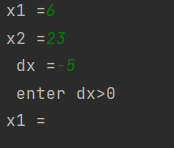 x1 =6
x2 =23
dx =-5
enter dx>0
x1 =